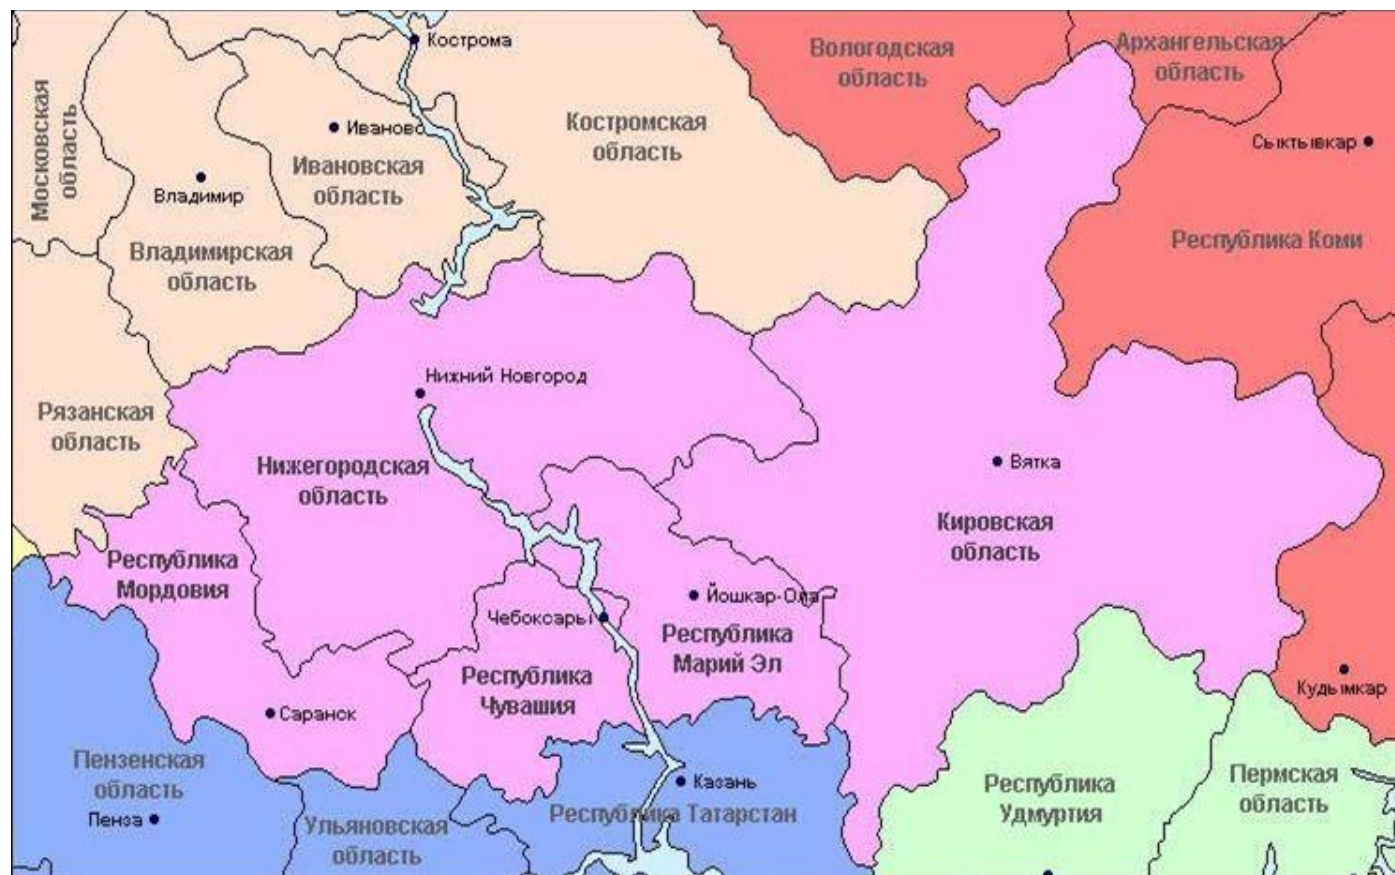 Кострома
Вологодская
область
Архангельская
область
Московская
область
Иваново
Костромская
область
Сыктывкар
Ивановская
область
Владимир
Владимирская
область
Республика Коми
Нижний Новгород
Рязанская
область
Нижегородская
область
Вятка
Кировская
область
Республика
Мордовия
Йошкар-Ола
Чебоксары
Республика
Марий Эл
Республика
Чувашия
Кудымкар
Саранск
Пензенская
область
Пенза
Казань
Республика
Удмуртия
Пермская
область
Республика Татарстан
Ульяновская
область